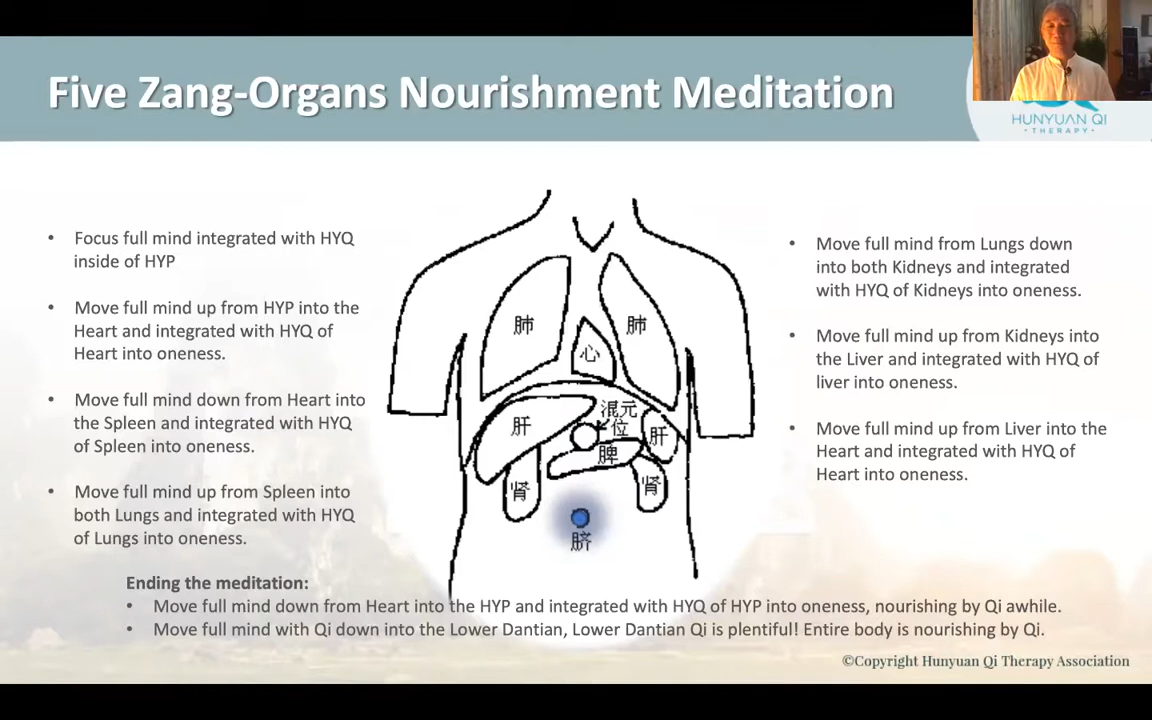 Five Zang-Organs Nourishment Meditation
HUNYUAN QI
• THERAPY •
• Focus full mind integrated with HYQ
inside of HYP
• Move full mind up from HYP into the
Heart and integrated with HYQ of
Heart into oneness.
• Move full mind down from Heart into
the Spleen and integrated with HYQ
of Spleen into oneness.
• Move full mind up from Spleen into
both Lungs and integrated with HYQ
of Lungs into oneness.
肺
肺
心
混元
位
肝
肝
脾
肾
肾
脐
• Move full mind from Lungs down
into both Kidneys and integrated
with HYQ of Kidneys into oneness.
• Move full mind up from Kidneys into
the Liver and integrated with HYQ of
liver into oneness.
• Move full mind up from Liver into the
Heart and integrated with HYQ of
Heart into oneness.
Ending the meditation:
• Move full mind down from Heart into the HYP and integrated with HYQ of HYP into oneness, nourishing by Qi awhile.
• Move full mind with Qi down into the Lower Dantian, Lower Dantian Qi is plentiful! Entire body is nourishing by Qi.
©Copyright Hunyuan Qi Therapy Association